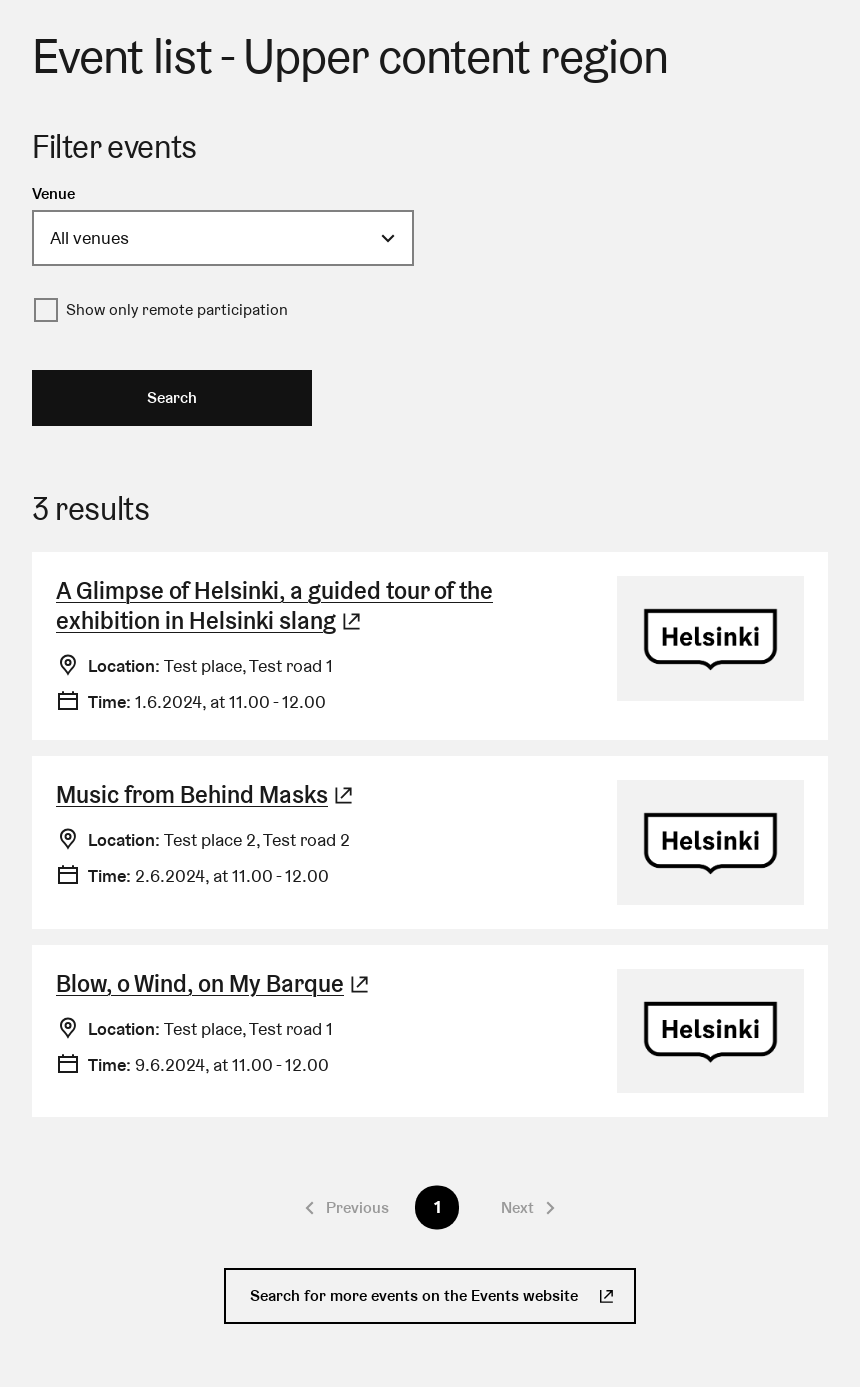 Event list - Upper content region
Filter events
Venue
All venues
Show only remote participation
Search
3 results
A Glimpse of Helsinki, a guided tour of the
exhibition in Helsinki slang
Location: Test place, Test road 1
Time: 1.6.2024, at 11.00 - 12.00
Helsinki
Music from Behind Masks
Location: Test place 2, Test road 2
Time: 2.6.2024, at 11.00 - 12.00
Helsinki
Blow, o Wind, on My Barque
Location: Test place, Test road 1
Time: 9.6.2024, at 11.00 - 12.00
Helsinki
Previous 1 Next
Search for more events on the Events website